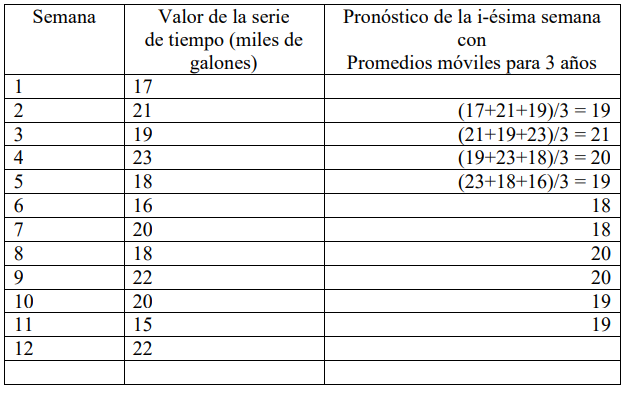 Semana Valor de la serie Pronóstico de la i-ésima semana
de tiempo (miles de con
galones) Promedios móviles para 3 años
1 17
2 21 (17+21+19)/3 = 19
3 19 (21+19+23)/3 = 21
4 23 (19+23+18)/3 = 20
5 18 (23+18+16)/3 = 19
6 16 18
7 20 18
8 18 20
9 22 20
10 20 19
11 15 19
12 22